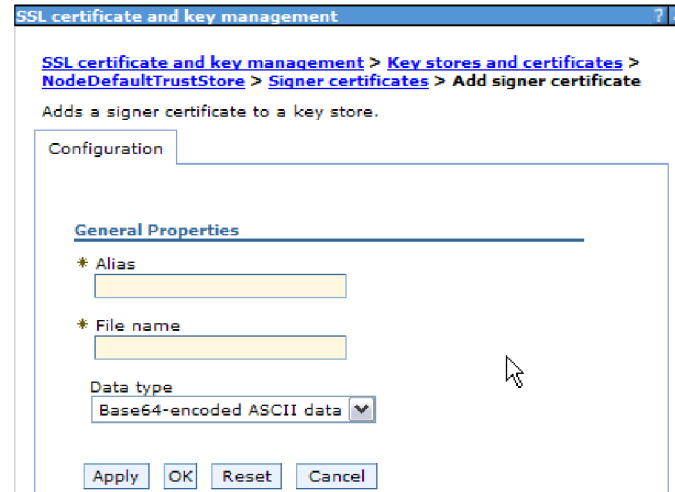 SSL certificate and key management ?
SSL certificate and key management > Key stores and certificates >
NodeDefaultTrustStore > Signer certificates > Add signer certificate
Adds a signer certificate to a key store.
Configuration
General Properties
* Alias
* File name
Data type
Base64-encoded ASCII data
Apply OK Reset Cancel